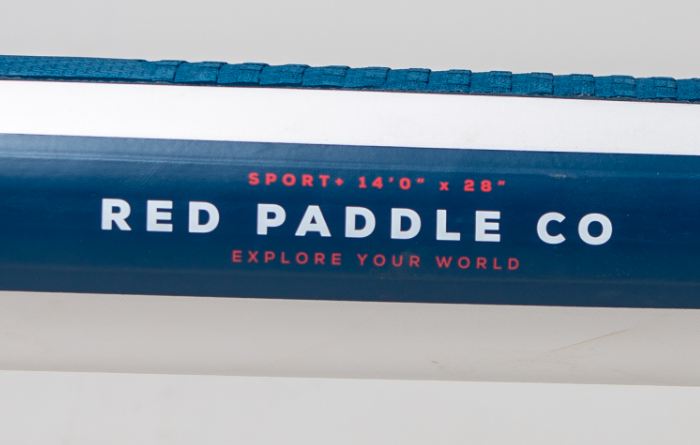 SPORT+ 14'0" x 28"
RED PADDLE CO
EXPLORE YOUR WORLD